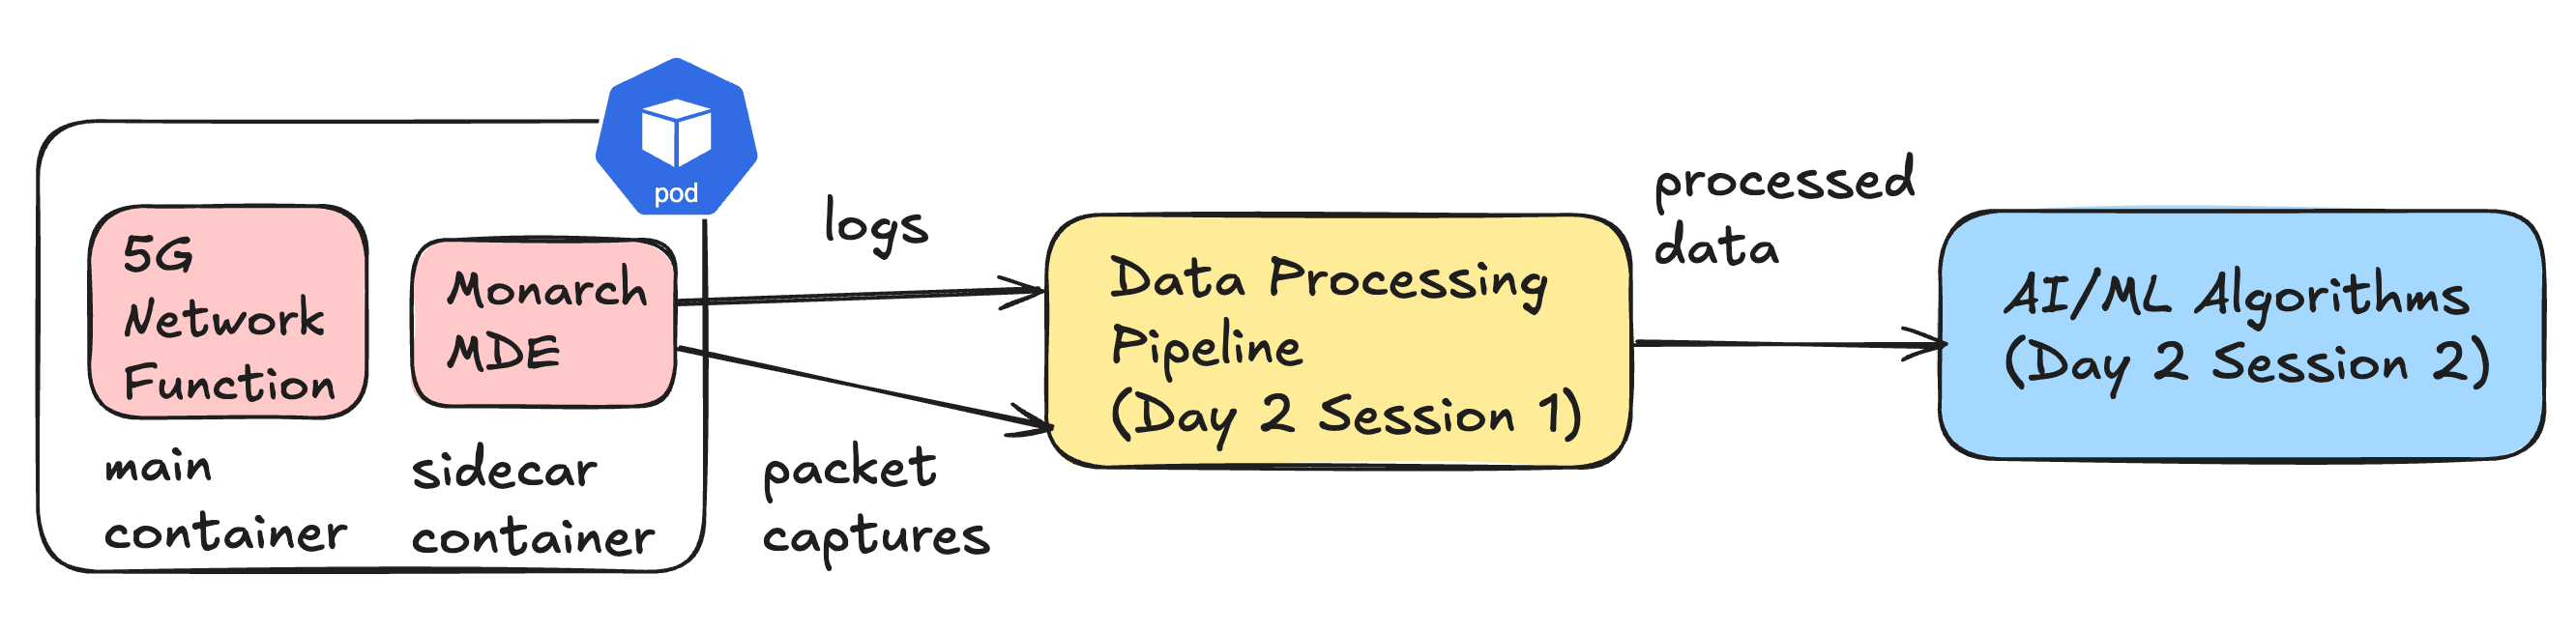 pod
5G
Network
Function
main
container
Monarch
MDE
sidecar
container
logs
packet
captures
Data Processing
Pipeline
(Day 2 Session 1)
processed
data
AI/ML Algorithms
(Day 2 Session 2)